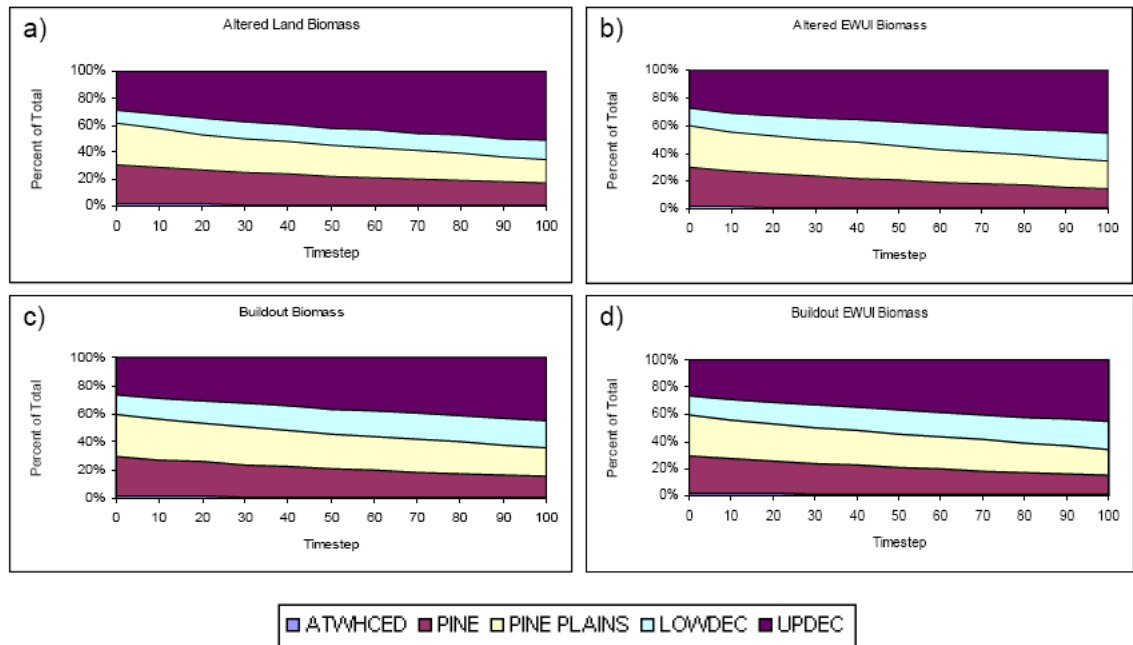 a)
Altered Land Biomass
Percent of Total
100%
80%
60%
40%
20%
0%
0 10 20 30 40 50 60 70 80 90 100
Timestep
b)
Altered EWUI Biomass
Percent of Total
100%
80%
60%
40%
20%
0%
0 10 20 30 40 50 60 70 80 90 100
Timestep
c)
Buildout Biomass
Percent of Total
100%
80%
60%
40%
20%
0%
0 10 20 30 40 50 60 70 80 90 100
Timestep
d)
Buildout EWUI Biomass
Percent of Total
100%
80%
60%
40%
20%
0%
0 10 20 30 40 50 60 70 80 90 100
Timestep
ATWHCED PINE PINE PLAINS LOWDEC UPDEC